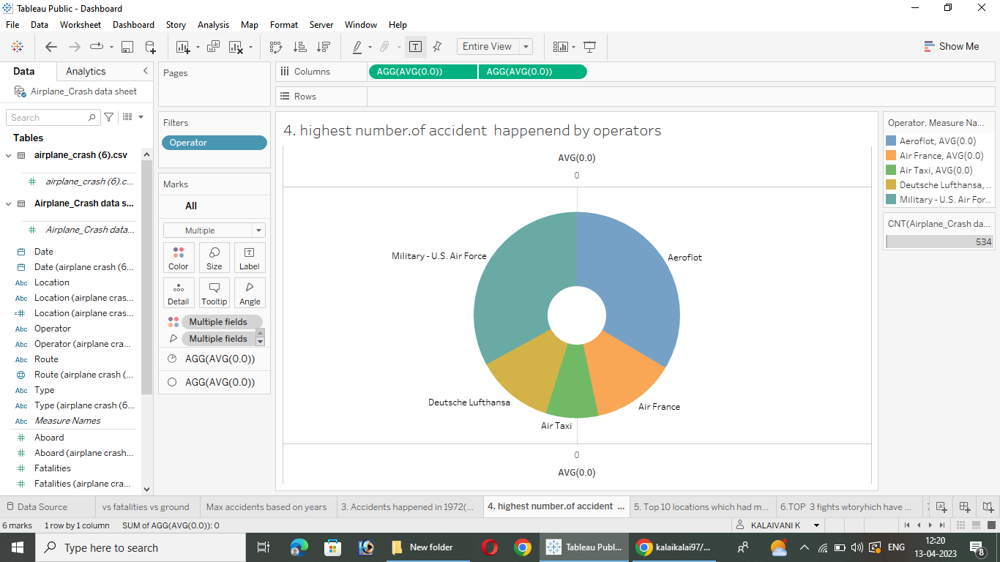 Tableau Public - Dashboard
File Data Worksheet Dashboard Story Analysis Map Format Server Window Help
Entire View
Show Me
Data Analytics
Airplane_Crash data sheet
Search
Tables
airplane_crash (6).csv
airplane_crash (6).c...
Airplane_Crash data s...
Airplane_Crash data...
Date
Date (airplane crash (6...
Abc Location
Abc Location (airplane cras...
Location (airplane cras...
Abc Operator
Abc Operator (airplane cra...
Abc Route
Route (airplane crash (...
Abc Type
Abc Type (airplane crash (6...
Abc Measure Names
Aboard
Aboard (airplane crash...
Fatalities
Fatalities (airplane cra...
Pages
Filters
Operator
Marks
All
Multiple
Color Size Label
Detail Tooltip Angle
Multiple fields
Multiple fields
AGG(AVG(0.0))
AGG(AVG(0.0))
Columns AGG(AVG(0.0)) AGG(AVG(0.0))
Rows
4. highest number.of accident happenend by operators
AVG(0.0)
0
Military - U.S. Air Force
Aeroflot
Deutsche Lufthansa
Air France
Air Taxi
0
AVG(0.0)
Operator, Measure Na...
Aeroflot, AVG(0.0)
Air France, AVG(0.0)
Air Taxi, AVG(0.0)
Deutsche Lufthansa, ..
Military - U.S. Air For..
CNT(Airplane_Crash da...
534
Data Source vs fatalities vs ground Max accidents based on years 3. Accidents happened in 1972(... 4. highest number.of accident ... 5. Top 10 locations which had m... 6.TOP 3 fights wtoryhich have ...
6 marks 1 row by 1 column SUM of AGG(AVG(0.0)): 0 KALAIVANI K
Type here to search New folder Tableau Publ... kalaikalai97/... ENG 12:20
13-04-2023 8